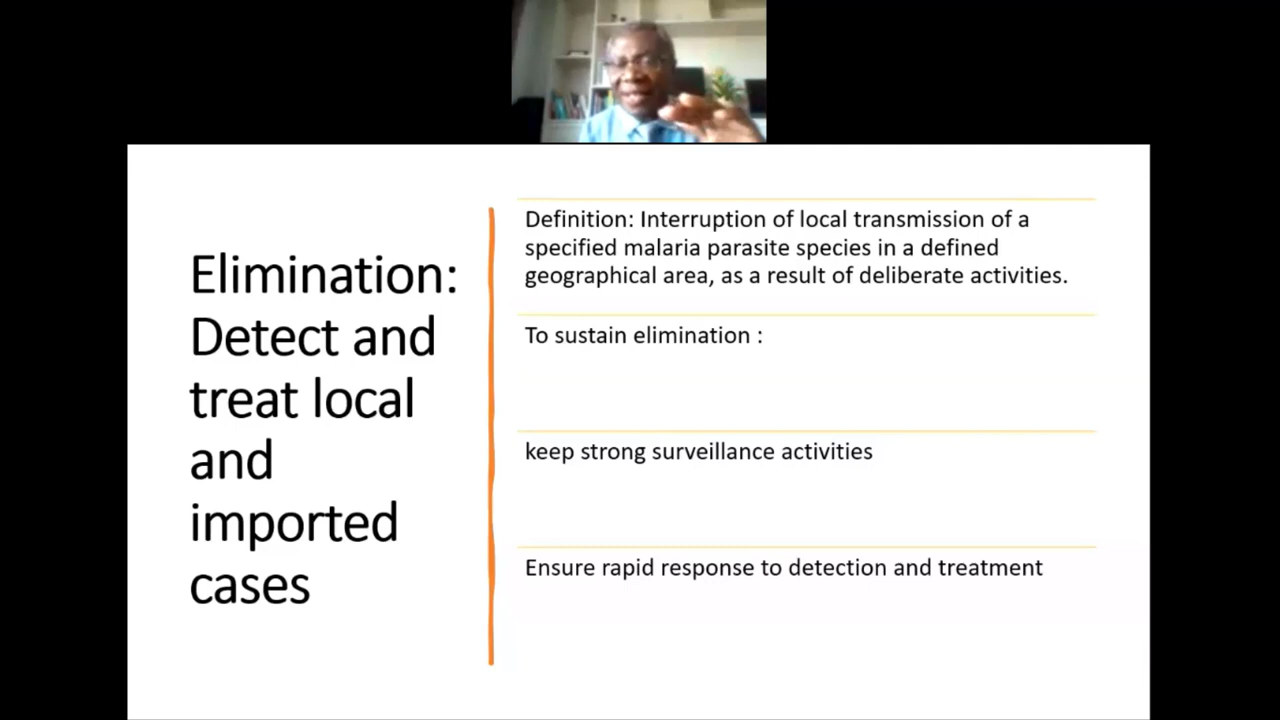 Elimination:
Detect and
treat local
and
imported
cases
Definition: Interruption of local transmission of a
specified malaria parasite species in a defined
geographical area, as a result of deliberate activities.
To sustain elimination :
keep strong surveillance activities
Ensure rapid response to detection and treatment